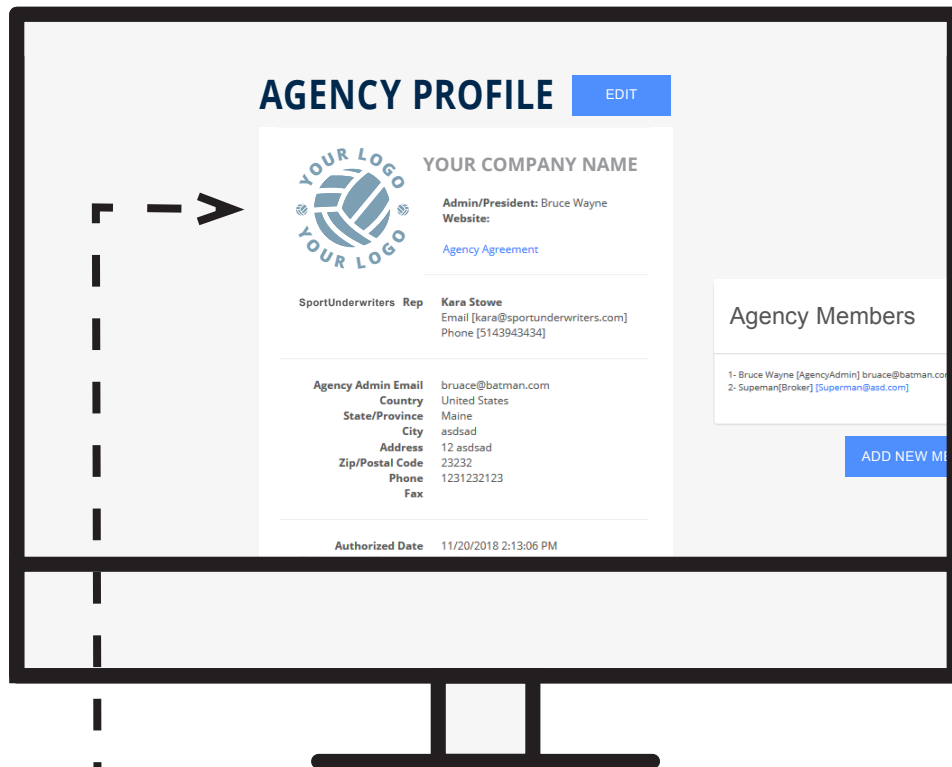 AGENCY PROFILE EDIT
YOUR LOGO
YOUR LOGO
YOUR COMPANY NAME
Admin/President: Bruce Wayne
Website:
Agency Agreement
SportUnderwriters Rep Kara Stowe
Email [kara@sportunderwriters.com]
Phone [5143943434]
Agency Admin Email bruace@batman.com
Country United States
State/Province Maine
City asdsad
Address 12 asdsad
Zip/Postal Code 23232
Phone 1231232123
Fax
Authorized Date 11/20/2018 2:13:06 PM
Agency Members
1- Bruce Wayne [AgencyAdmin] bruace@batman.co
2- Supeman[Broker] [Superman@asd.com]
ADD NEW ME